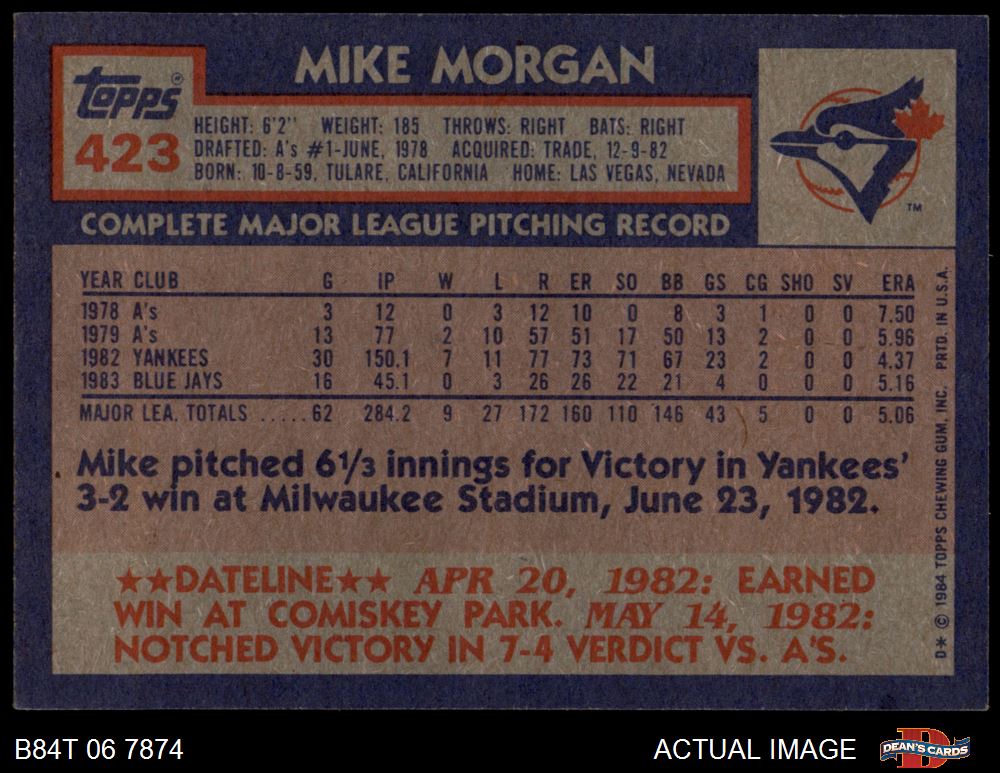 MIKE MORGAN
Topps®
423
HEIGHT: 6'2" WEIGHT: 185 THROWS: RIGHT BATS: RIGHT
DRAFTED: A's #1-JUNE, 1978 ACQUIRED: TRADE, 12-9-82
BORN: 10-8-59, TULARE, CALIFORNIA HOME: LAS VEGAS, NEVADA
TM
COMPLETE MAJOR LEAGUE PITCHING RECORD
YEAR CLUB G IP W L R ER SO BB GS CG SHO SV ERA
1978 A's 3 12 0 3 12 10 0 8 3 1 0 0 7.50
1979 A's 13 77 2 10 57 51 17 50 13 2 0 0 5.96
1982 YANKEES 30 150.1 7 11 77 73 71 67 23 2 0 0 4.37
1983 BLUE JAYS 16 45.1 0 3 26 26 22 21 4 0 0 0 5.16
MAJOR LEA. TOTALS .....62 284.2 9 27 172 160 110 146 43 5 0 0 5.06
Mike pitched 6⅓ innings for Victory in Yankees'
3-2 win at Milwaukee Stadium, June 23, 1982.
★★DATELINE★★ APR 20, 1982: EARNED
WIN AT COMISKEY PARK. MAY 14, 1982:
NOTCHED VICTORY IN 7-4 VERDICT VS. A'S.
D* © 1984 TOPPS CHEWING GUM, INC. PRTD. IN U.S.A.
B84T 06 7874
ACTUAL IMAGE
DEAN'S CARDS